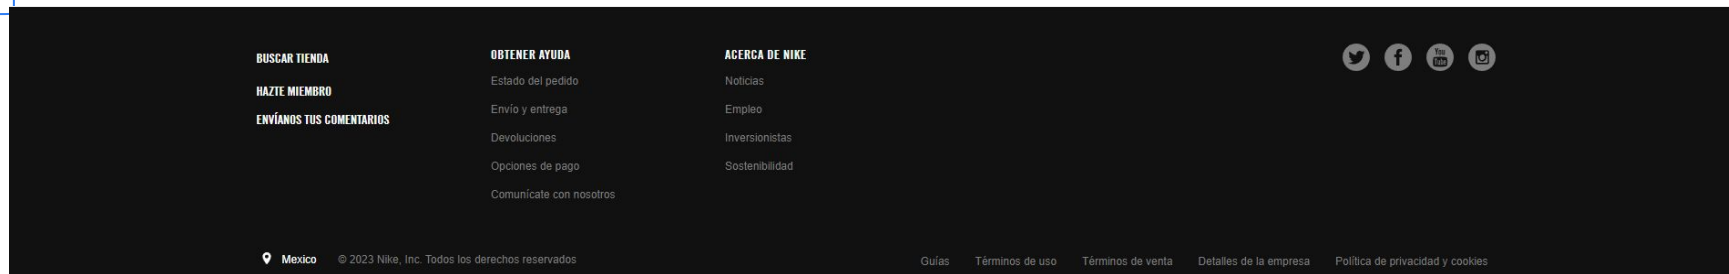 BUSCAR TIENDA
HAZTE MIEMBRO
ENVÍANOS TUS COMENTARIOS
OBTENER AYUDA
Estado del pedido
Envío y entrega
Devoluciones
Opciones de pago
Comunícate con nosotros
ACERCA DE NIKE
Noticias
Empleo
Inversionistas
Sostenibilidad
You Tube
Mexico © 2023 Nike, Inc. Todos los derechos reservados
Guías Términos de uso Términos de venta Detalles de la empresa Política de privacidad y cookies